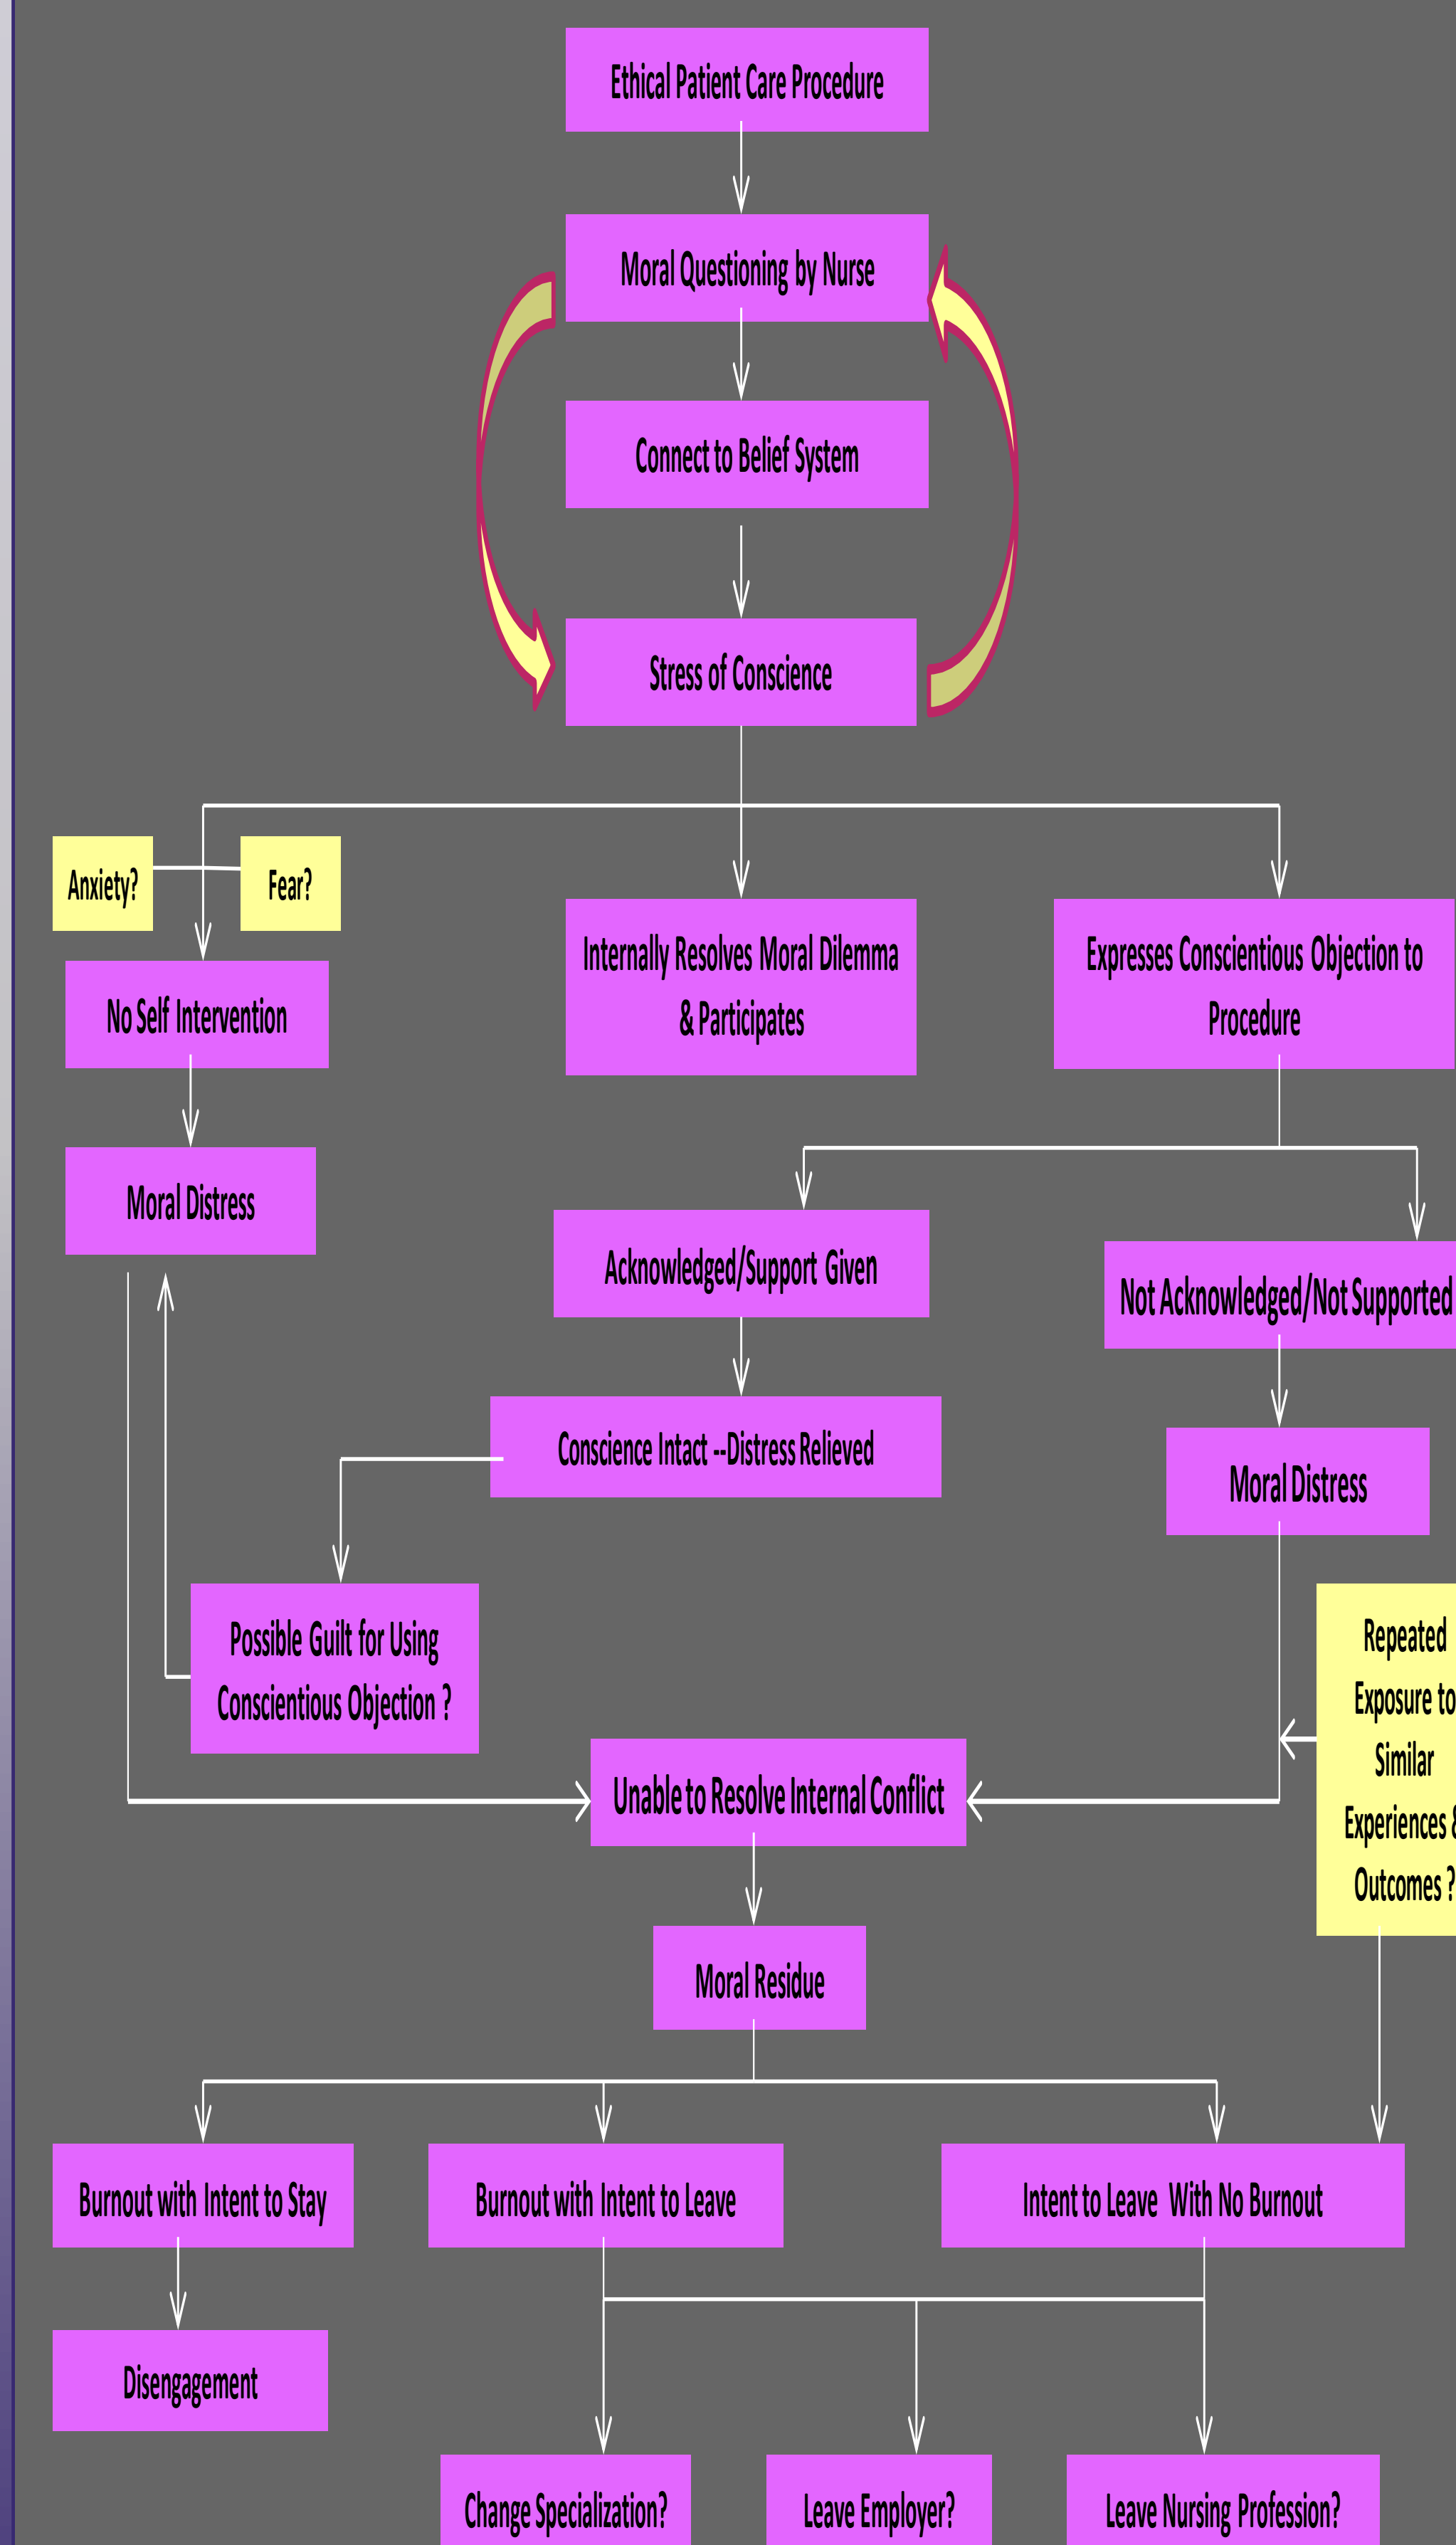 Ethical Patient Care Procedure
Moral Questioning by Nurse
Connect to Belief System
Stress of Conscience
Anxiety?
Fear?
No Self Intervention
Internally Resolves Moral Dilemma
& Participates
Expresses Conscientious Objection to
Procedure
Moral Distress
Acknowledged/Support Given
Not Acknowledged/Not Supported
Conscience Intact --Distress Relieved
Moral Distress
Possible Guilt for Using
Conscientious Objection ?
Repeated
Exposure to
Similar
Experiences &
Outcomes ?
Unable to Resolve Internal Conflict
Moral Residue
Burnout with Intent to Stay
Burnout with Intent to Leave
Intent to Leave With No Burnout
Disengagement
Change Specialization?
Leave Employer?
Leave Nursing Profession?